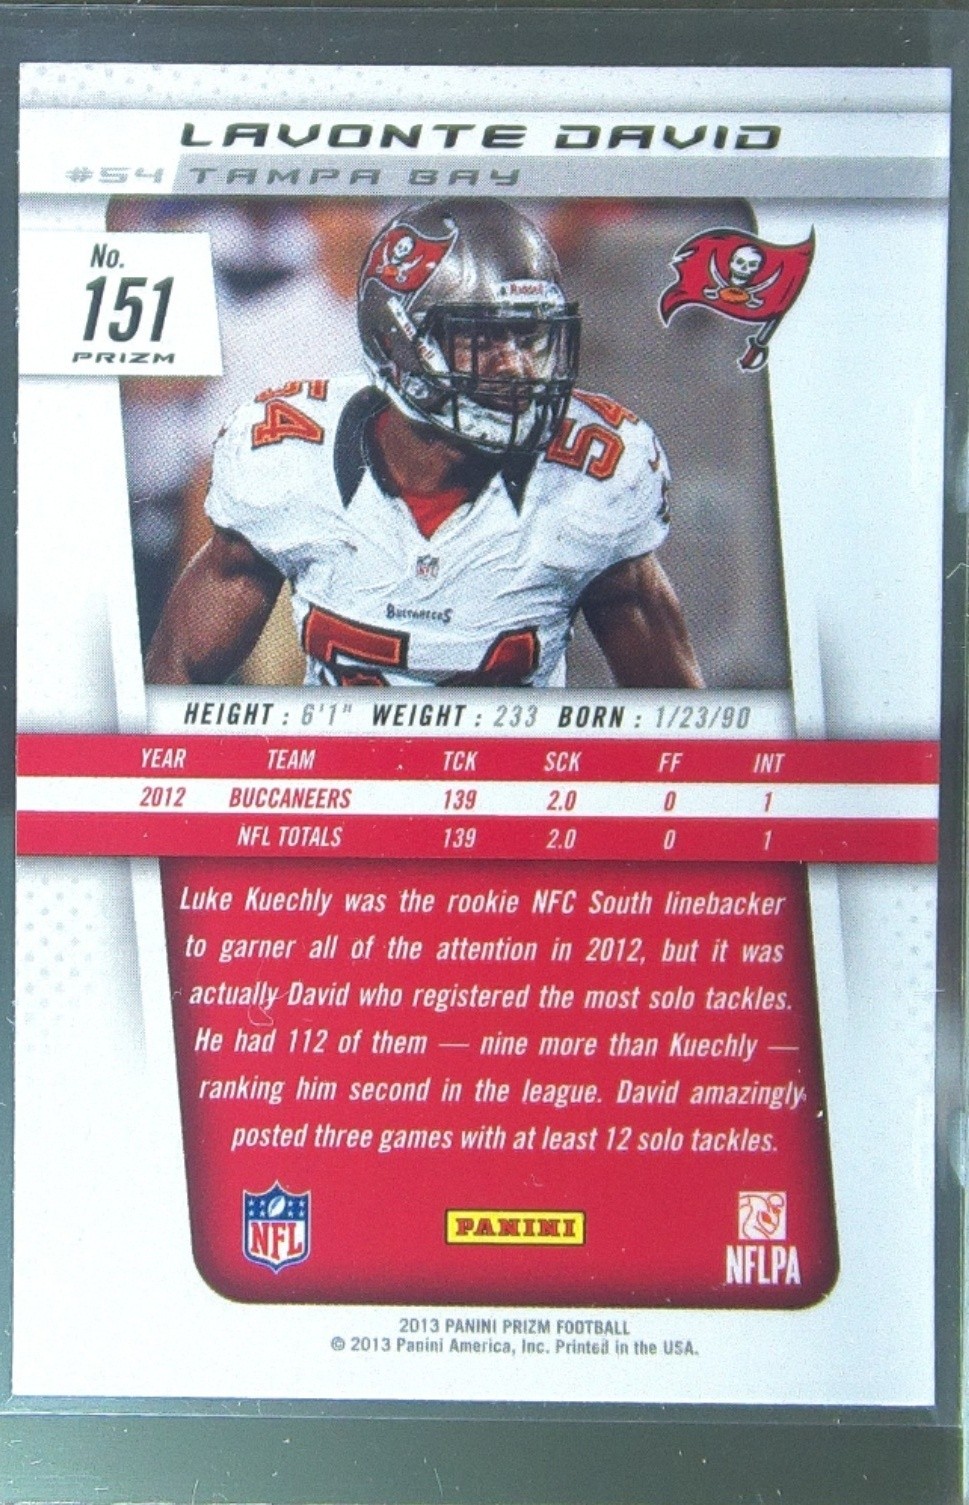 LAVONTE DAVID
#54 TAMPA BAY
No.
151
PRIZM
Riddell
54 54
NFL
BUCCANEERS
54
HEIGHT : 6'1" WEIGHT : 233 BORN : 1/23/90
YEAR TEAM TCK SCK FF INT
2012 BUCCANEERS 139 2.0 0 1
NFL TOTALS 139 2.0 0 1
Luke Kuechly was the rookie NFC South linebacker
to garner all of the attention in 2012, but it was
actually David who registered the most solo tackles.
He had 112 of them — nine more than Kuechly —
ranking him second in the league. David amazingly
posted three games with at least 12 solo tackles.
NFL PANINI NFLPA
2013 PANINI PRIZM FOOTBALL
© 2013 Panini America, Inc. Printed in the USA.